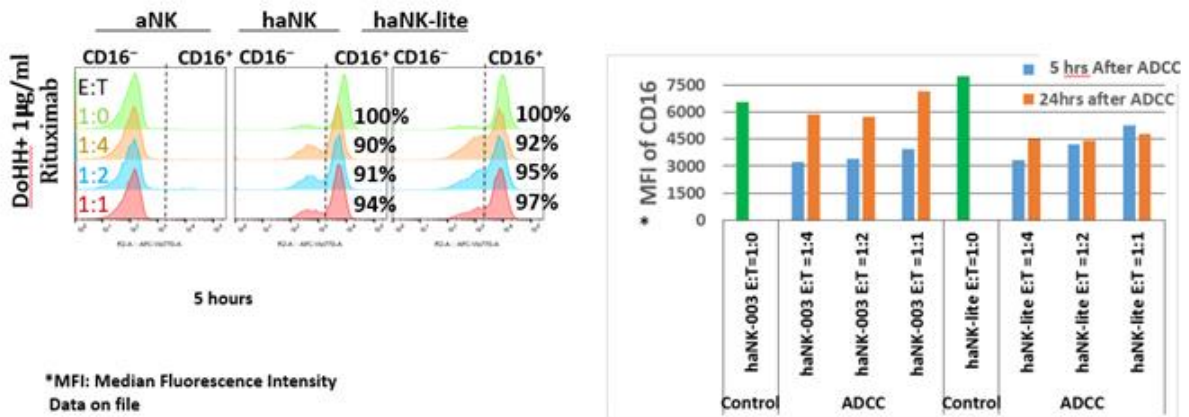 aNK haNK haNK-lite
CD16⁻ CD16⁺ CD16⁻ CD16⁺ CD16⁻ CD16⁺
DoHH+ 1µg/ml
Rituximab
E:T
1:0 100% 100%
1:4 90% 92%
1:2 91% 95%
1:1 94% 97%
5 hours
*MFI: Median Fluorescence Intensity
Data on file
* MFI of CD16
7500
6000
4500
3000
1500
0
5 hrs After ADCC
24hrs after ADCC
haNK-003 E:T=1:0
haNK-003 E:T =1:4
haNK-003 E:T =1:2
haNK-003 E:T =1:1
haNK-lite E:T=1:0
haNK-lite E:T =1:4
haNK-lite E:T =1:2
haNK-lite E:T =1:1
Control ADCC Control ADCC